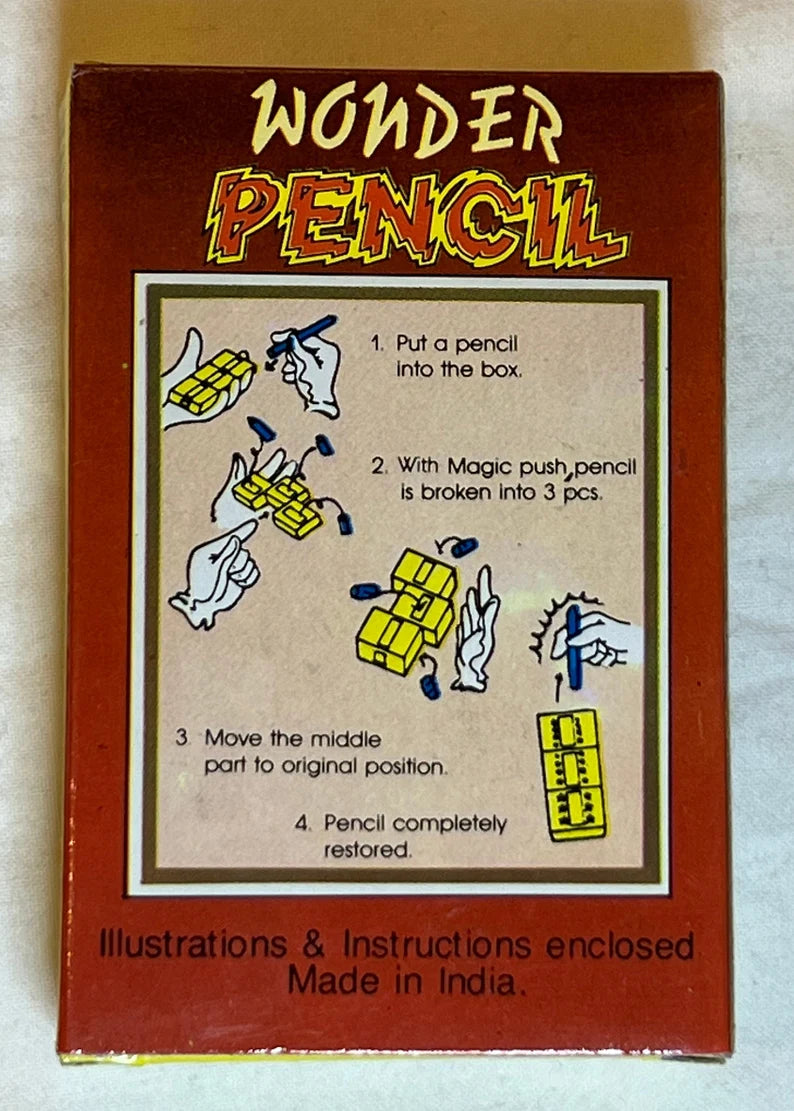 WONDER
PENCIL
1. Put a pencil
into the box.
2. With Magic push, pencil
is broken into 3 pcs.
3. Move the middle
part to original position.
4. Pencil completely
restored.
Illustrations & Instructions enclosed
Made in India.